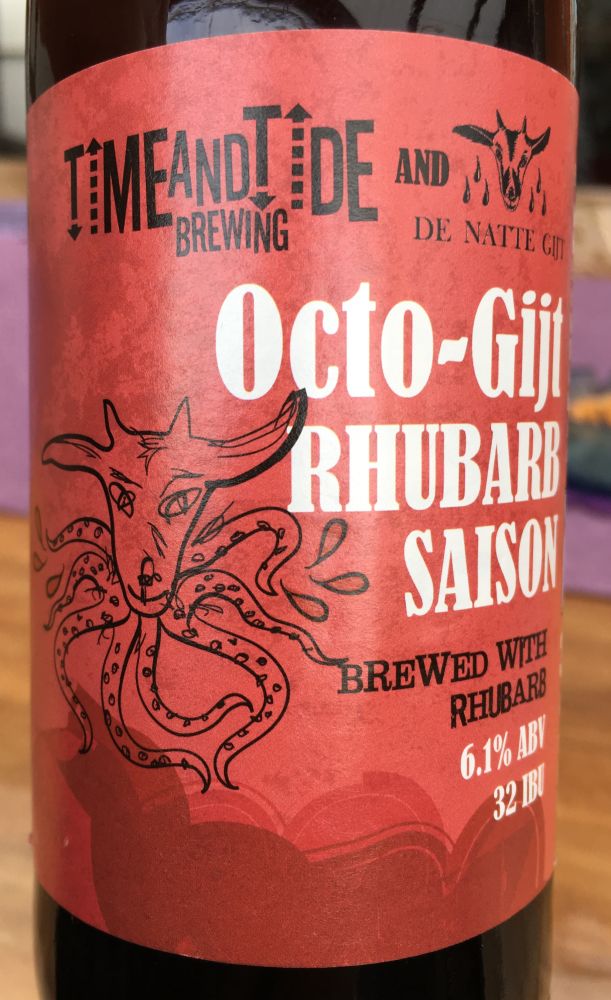 TIMEANDTIDE
BREWING
AND
DE NATTE GIJT
Octo-Gijt
RHUBARB
SAISON
BREWED WITH
RHUBARB
6.1% ABV
32 IBU